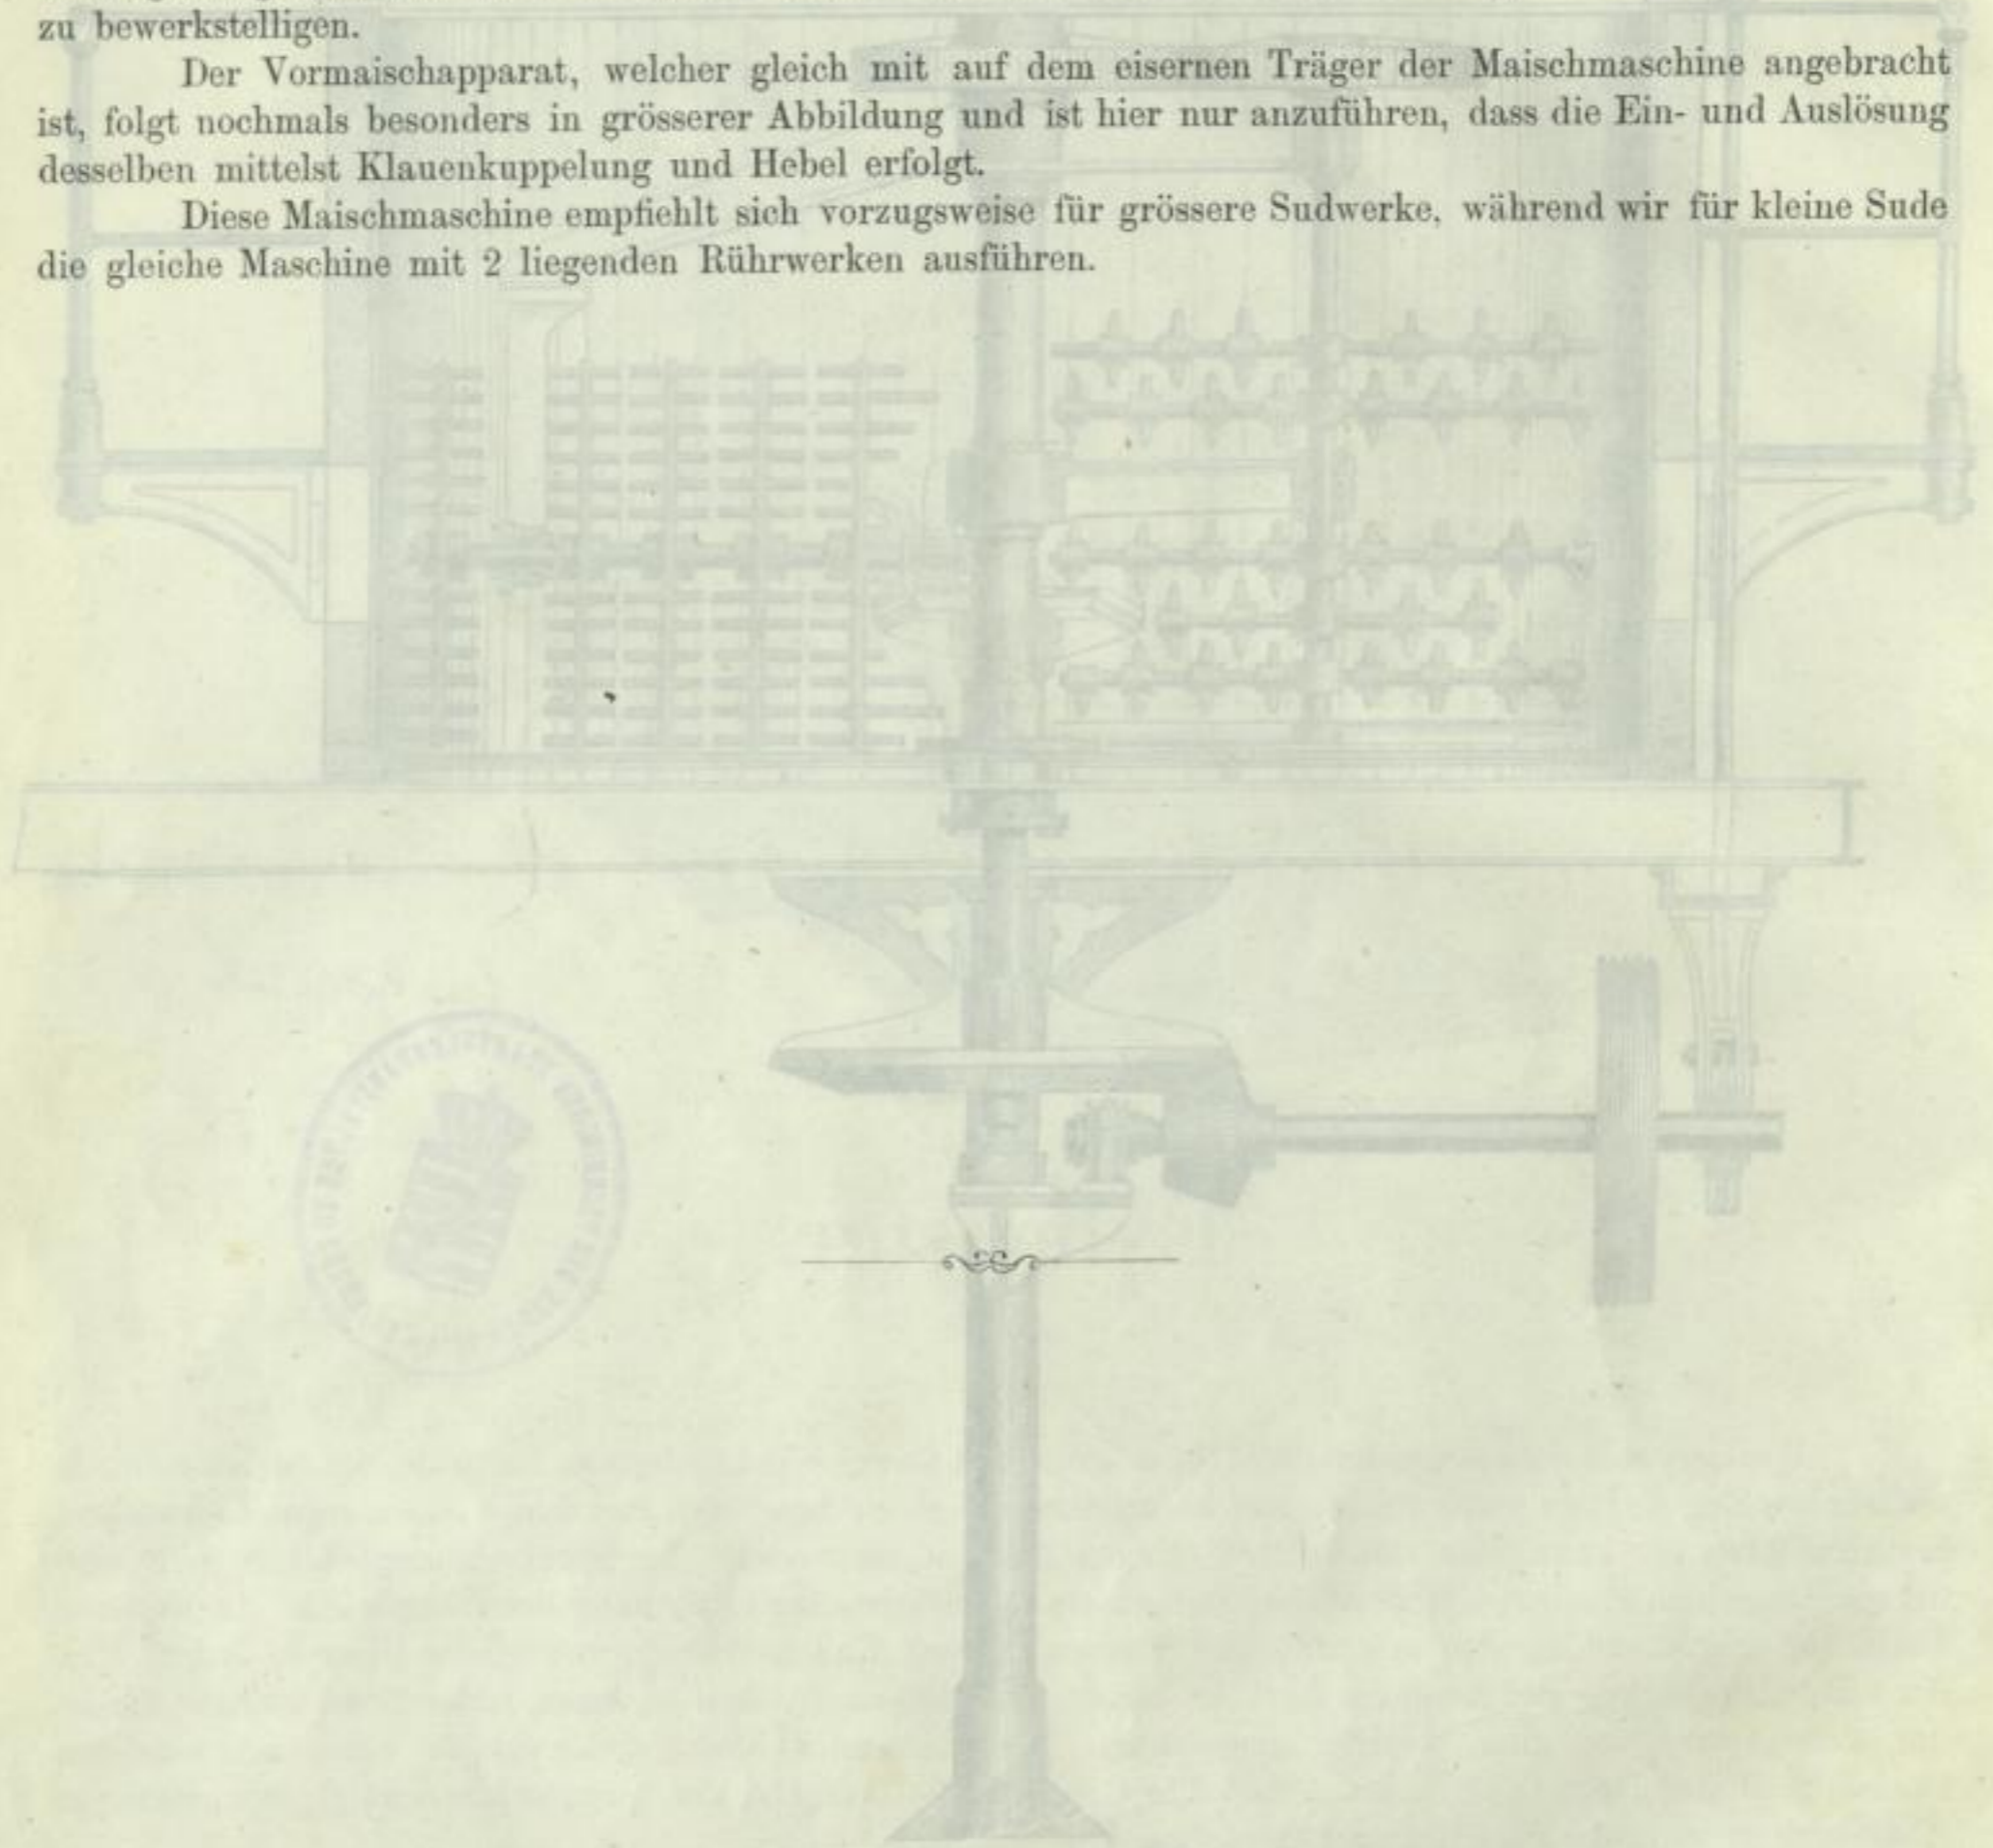 zu bewerkstelligen.
Der Vormaischapparat, welcher gleich mit auf dem eisernen Träger der Maischmaschine angebracht
ist, folgt nochmals besonders in grösserer Abbildung und ist hier nur anzuführen, dass die Ein- und Auslösung
desselben mittelst Klauenkuppelung und Hebel erfolgt.
Diese Maischmaschine empfiehlt sich vorzugsweise für grössere Sudwerke, während wir für kleine Sude
die gleiche Maschine mit 2 liegenden Rührwerken ausführen.